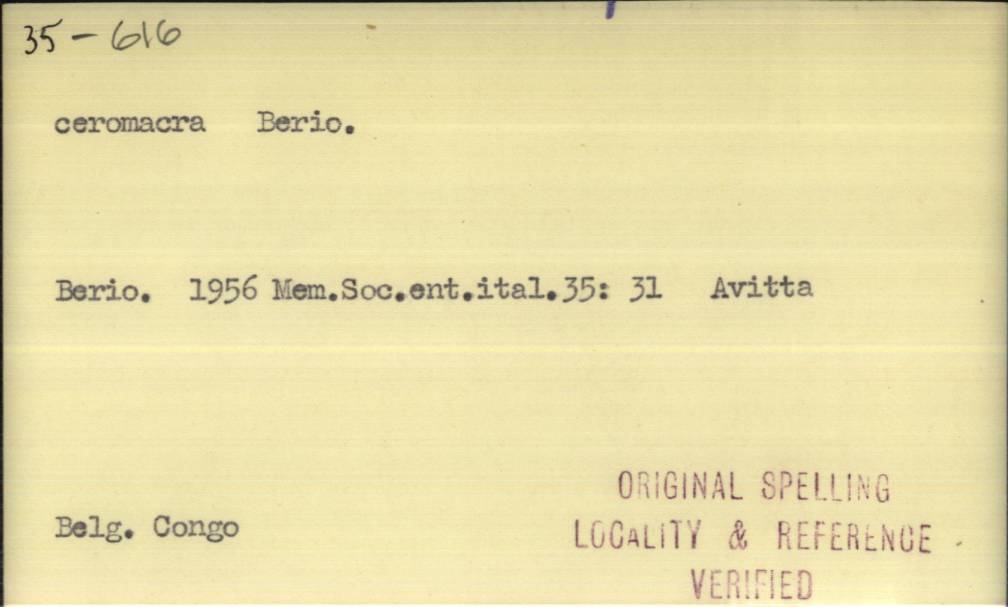 35-616
ceromacra Berio.
Berio. 1956 Mem.Soc.ent.ital.35: 31 Avitta
Belg. Congo
ORIGINAL SPELLING
LOCALITY & REFERENCE
VERIFIED